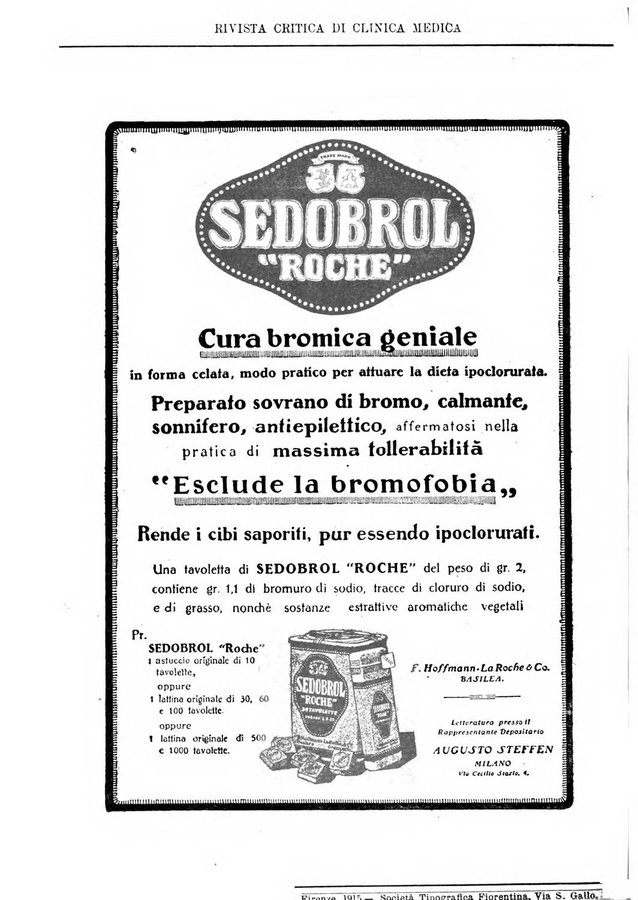 RIVISTA CRITICA DI CLINICA MEDICA
TRADE MARK
SEDOBROL
"ROCHE"
Cura bromica geniale
in forma celata, modo pratico per attuare la dieta ipoclorurata.
Preparato sovrano di bromo, calmante,
sonnifero, antiepilettico, affermatosi nella
pratica di massima tollerabilità
"Esclude la bromofobia„
Rende i cibi saporiti, pur essendo ipoclorurati.
Una tavoletta di SEDOBROL "ROCHE" del peso di gr. 2,
contiene gr. 1,1 di bromuro di sodio, tracce di cloruro di sodio,
e di grasso, nonchè sostanze estrattive aromatiche vegetali
Pr.
SEDOBROL "Roche"
1 astuccio originale di 10
tavolette,
oppure
1 lattina originale di 30, 60
e 100 tavolette.
oppure
1 lattina originale di 500
e 1000 tavolette.
SEDOBROL
"ROCHE"
30 TAVOLETTE
F. Hoffmann-La Roche & Co.
BASILEA.
Letteratura presso il
Rappresentante Depositario
AUGUSTO STEFFEN
MILANO
Via Cecilio Stazio, 4.
Firenze 1915 — Società Tipografica Fiorentina, Via S. Gallo,